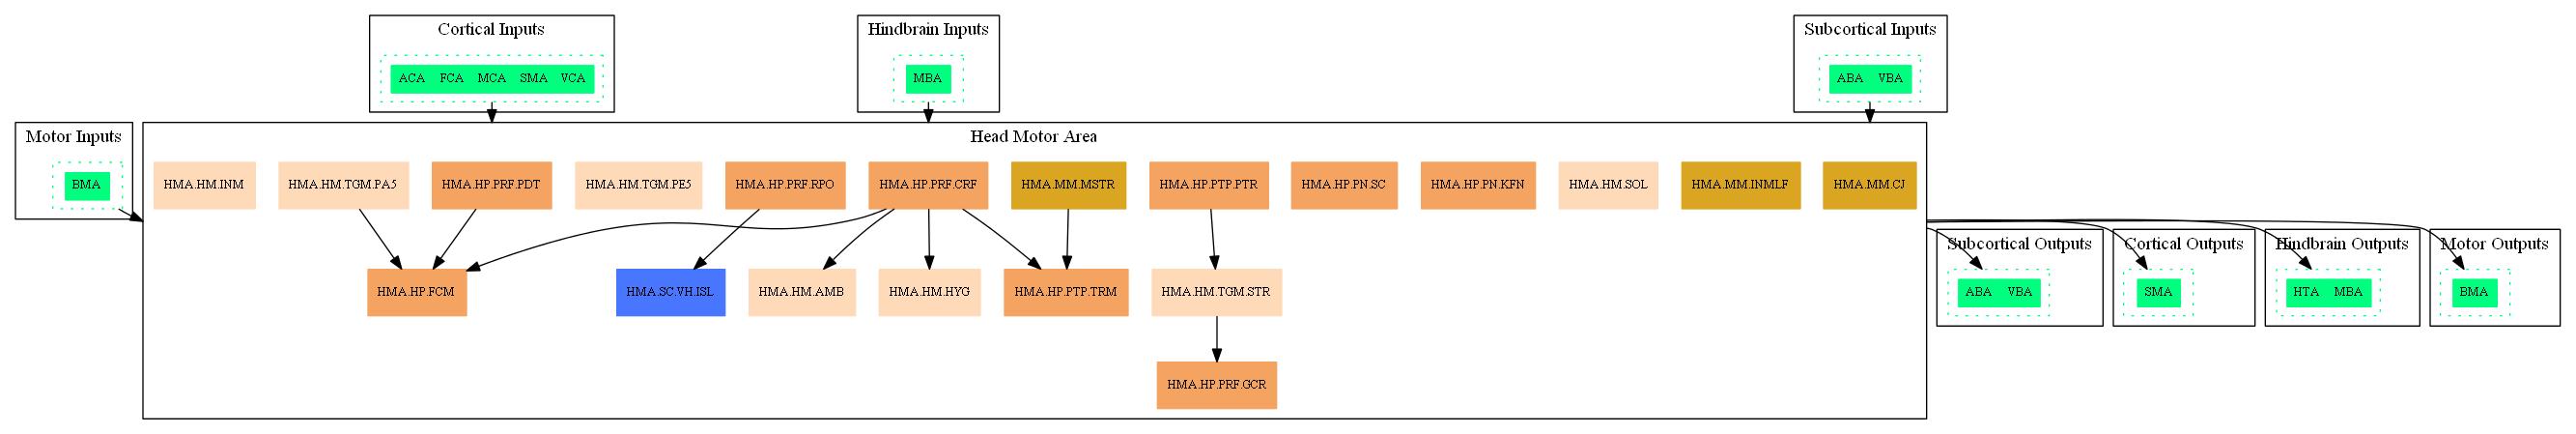 Cortical Inputs
ACA FCA MCA SMA VCA
Hindbrain Inputs
MBA
Subcortical Inputs
ABA VBA
Motor Inputs
BMA
Head Motor Area
HMA.HM.INM
HMA.HM.TGM.PA5
HMA.HP.PRF.PDT
HMA.HM.TGM.PE5
HMA.HP.PRF.RPO
HMA.HP.PRF.CRF
HMA.MM.MSTR
HMA.HP.PTP.PTR
HMA.HP.PN.SC
HMA.HP.PN.KFN
HMA.HM.SOL
HMA.MM.INMLF
HMA.MM.CJ
HMA.HP.FCM
HMA.SC.VH.ISL
HMA.HM.AMB
HMA.HM.HYG
HMA.HP.PTP.TRM
HMA.HM.TGM.STR
HMA.HP.PRF.GCR
Subcortical Outputs
ABA VBA
Cortical Outputs
SMA
Hindbrain Outputs
HTA MBA
Motor Outputs
BMA